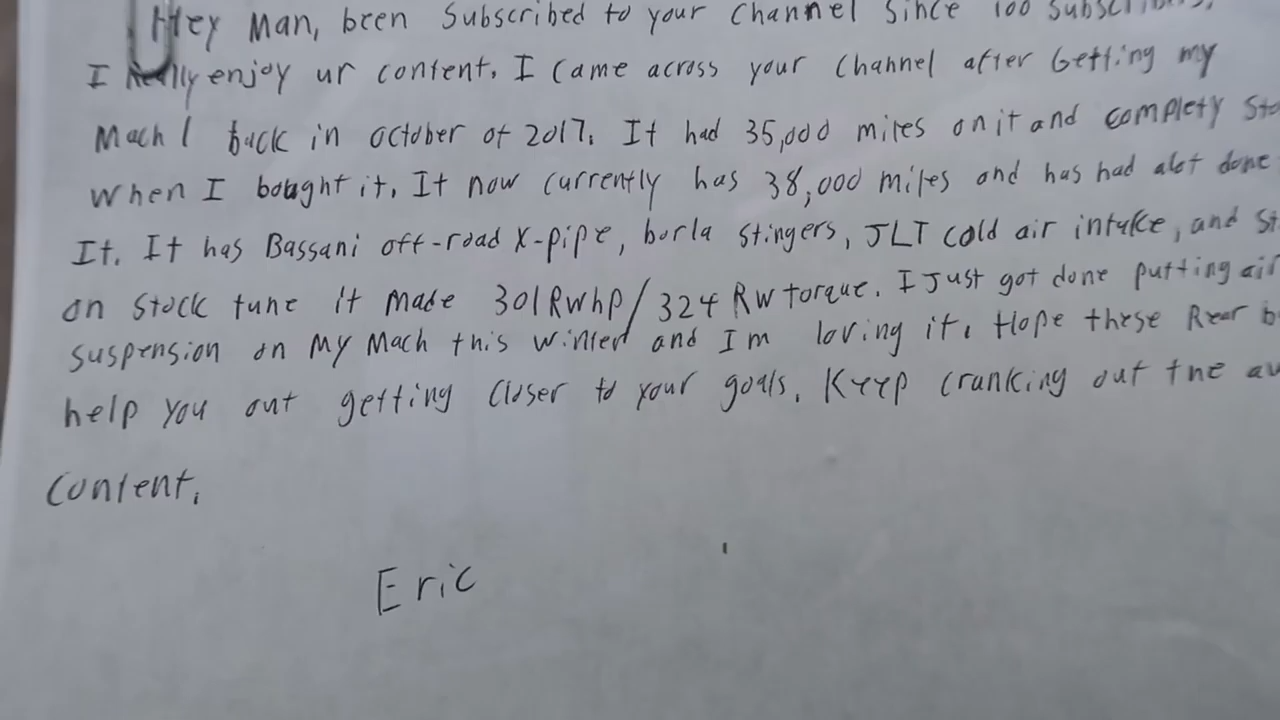 Hey Man, been Subscribed to your Channel Since 100 Subscribers,
I really enjoy ur content. I Came across your Channel after Getting my
Mach 1 back in october of 2017. It had 35,000 miles on it and complety
When I bought it. It now currently has 38,000 miles and has had alot done
It. It has Bassani off-road X-pipe, borla Stingers, JLT cold air intake, and
on Stock tune it made 301 RWhp/324 RW torque. I Just got done putting air
suspension on My Mach this winter and I m loving it. Hope these Rear
help you out getting Closer to your goals. Keep cranking out the
Content.
Eric